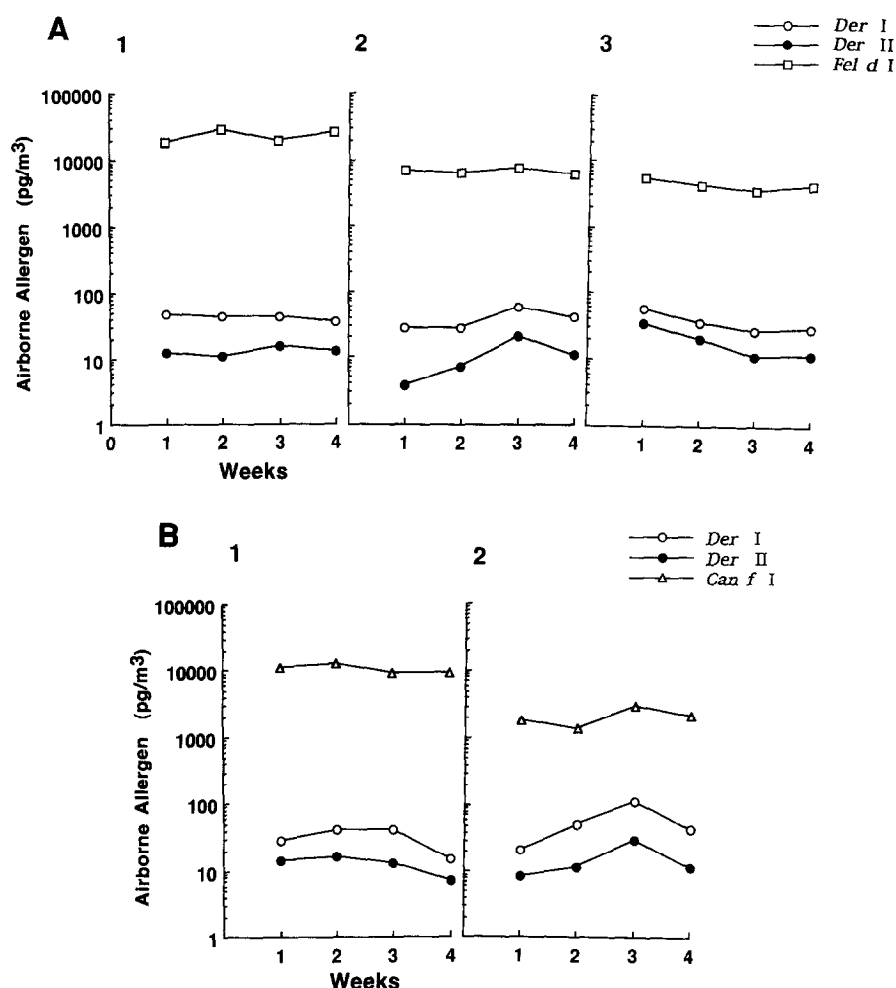 A
1 2 3
Der I
Der II
Fel d I
Airborne Allergen (pg/m3)
100000
10000
1000
100
10
1
0 1 2 3 4 1 2 3 4 1 2 3 4
Weeks
B
1 2
Der I
Der II
Can f I
Airborne Allergen (pg/m3)
100000
10000
1000
100
10
1
1 2 3 4 1 2 3 4
Weeks